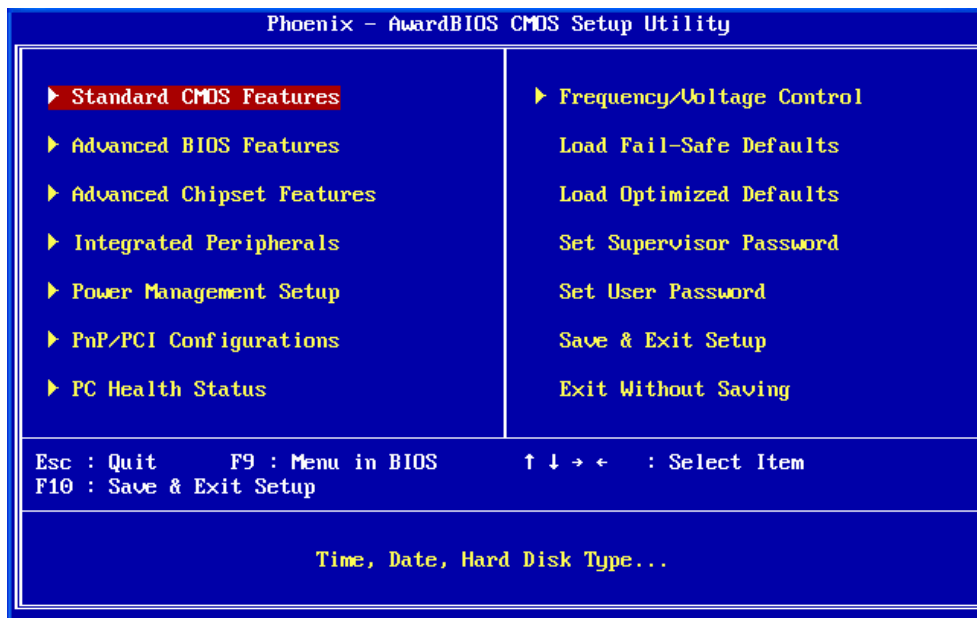 Phoenix – AwardBIOS CMOS Setup Utility
Standard CMOS Features
Advanced BIOS Features
Advanced Chipset Features
Integrated Peripherals
Power Management Setup
PnP/PCI Configurations
PC Health Status
Frequency/Voltage Control
Load Fail-Safe Defaults
Load Optimized Defaults
Set Supervisor Password
Set User Password
Save & Exit Setup
Exit Without Saving
Esc : Quit F9 : Menu in BIOS ↑ ↓ → ← : Select Item
F10 : Save & Exit Setup
Time, Date, Hard Disk Type...